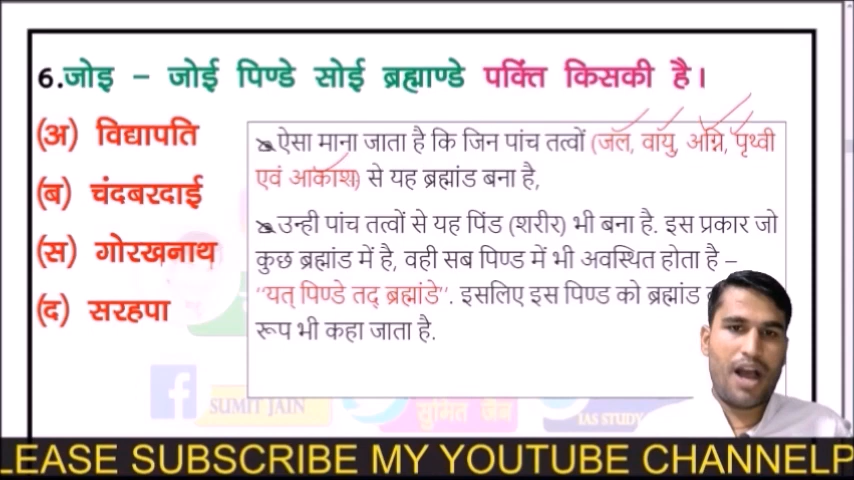 6.जोइ – जोई पिण्डे सोई ब्रह्माण्डे पक्तिं किसकी है।
(अ) विद्यापति
(ब) चंदबरदाई
(स) गोरखनाथ
(द) सरहपा
ऐसा माना जाता है कि जिन पांच तत्वों (जल, वायु, अग्नि, पृथ्वी
एवं आकाश) से यह ब्रह्मांड बना है,
उन्ही पांच तत्वों से यह पिंड (शरीर) भी बना है. इस प्रकार जो
कुछ ब्रह्मांड में है, वही सब पिण्ड में भी अवस्थित होता है –
“यत् पिण्डे तद् ब्रह्मांडे”. इसलिए इस पिण्ड को ब्रह्मांड
रूप भी कहा जाता है.
SUMIT JAIN
सुमित जैन
IAS STUDY
LEASE SUBSCRIBE MY YOUTUBE CHANNELP